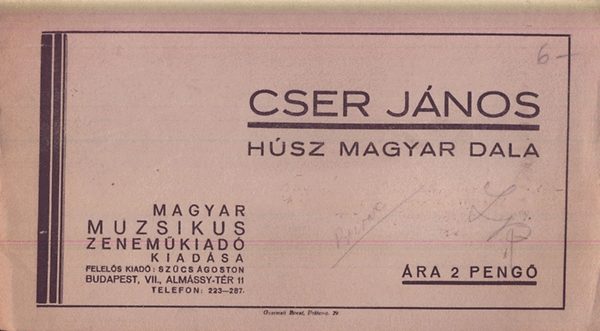 6-
CSER JÁNOS
HÚSZ MAGYAR DALA
MAGYAR
MUZSIKUS
ZENEMŰKIADÓ
KIADÁSA
FELELŐS KIADÓ: SZŰCS ÁGOSTON
BUDAPEST, VII., ALMÁSSY-TÉR 11
TELEFON: 223-287.
ÁRA 2 PENGŐ